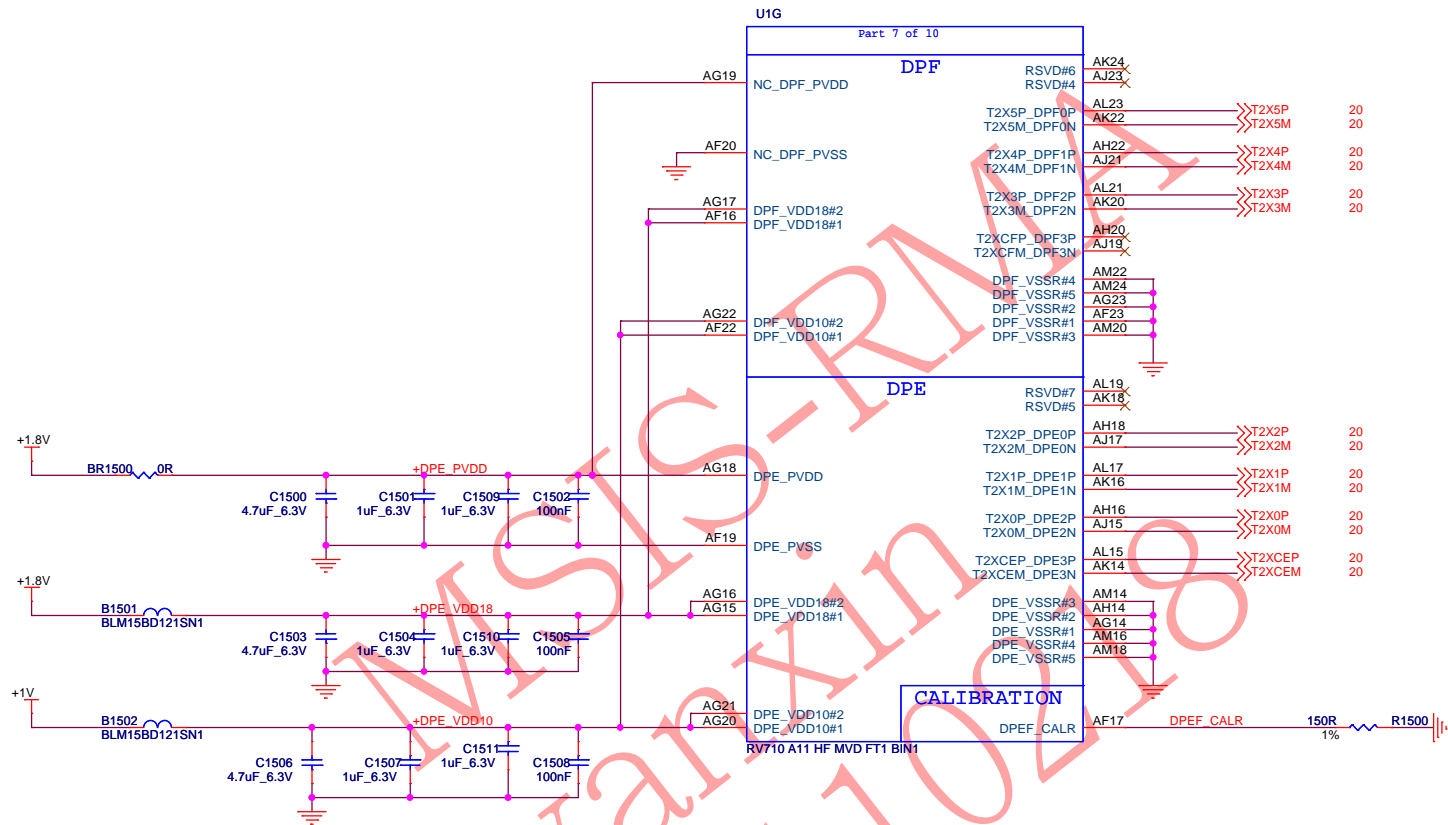 U1G
Part 7 of 10
DPF
AG19 NC_DPF_PVDD
AF20 NC_DPF_PVSS
AG17 DPF_VDD18#2
AF16 DPF_VDD18#1
AG22 DPF_VDD10#2
AF22 DPF_VDD10#1
RSVD#6 AK24
RSVD#4 AJ23
T2X5P_DPF0P AL23 T2X5P 20
T2X5M_DPF0N AK22 T2X5M 20
T2X4P_DPF1P AH22 T2X4P 20
T2X4M_DPF1N AJ21 T2X4M 20
T2X3P_DPF2P AL21 T2X3P 20
T2X3M_DPF2N AK20 T2X3M 20
T2XCFP_DPF3P AH20
T2XCFM_DPF3N AJ19
DPF_VSSR#4 AM22
DPF_VSSR#5 AM24
DPF_VSSR#2 AG23
DPF_VSSR#1 AF23
DPF_VSSR#3 AM20
DPE
RSVD#7 AL19
RSVD#5 AK18
T2X2P_DPE0P AH18 T2X2P 20
T2X2M_DPE0N AJ17 T2X2M 20
T2X1P_DPE1P AL17 T2X1P 20
T2X1M_DPE1N AK16 T2X1M 20
T2X0P_DPE2P AH16 T2X0P 20
T2X0M_DPE2N AJ15 T2X0M 20
T2XCEP_DPE3P AL15 T2XCEP 20
T2XCEM_DPE3N AK14 T2XCEM 20
DPE_VSSR#3 AM14
DPE_VSSR#2 AH14
DPE_VSSR#1 AG14
DPE_VSSR#4 AM16
DPE_VSSR#5 AM18
+1.8V
BR1500 0R +DPE_PVDD AG18 DPE_PVDD
C1500 C1501 C1509 C1502
4.7uF_6.3V 1uF_6.3V 1uF_6.3V 100nF
AF19 DPE_PVSS
+1.8V
B1501 +DPE_VDD18
BLM15BD121SN1
AG16 DPE_VDD18#2
AG15 DPE_VDD18#1
C1503 C1504 C1510 C1505
4.7uF_6.3V 1uF_6.3V 1uF_6.3V 100nF
+1V
B1502 +DPE_VDD10
BLM15BD121SN1
AG21 DPE_VDD10#2
AG20 DPE_VDD10#1
C1506 C1507 C1511 C1508
4.7uF_6.3V 1uF_6.3V 1uF_6.3V 100nF
CALIBRATION
DPEF_CALR AF17 DPEF_CALR 150R R1500
1%
RV710 A11 HF MVD FT1 BIN1
MSIS-RMA